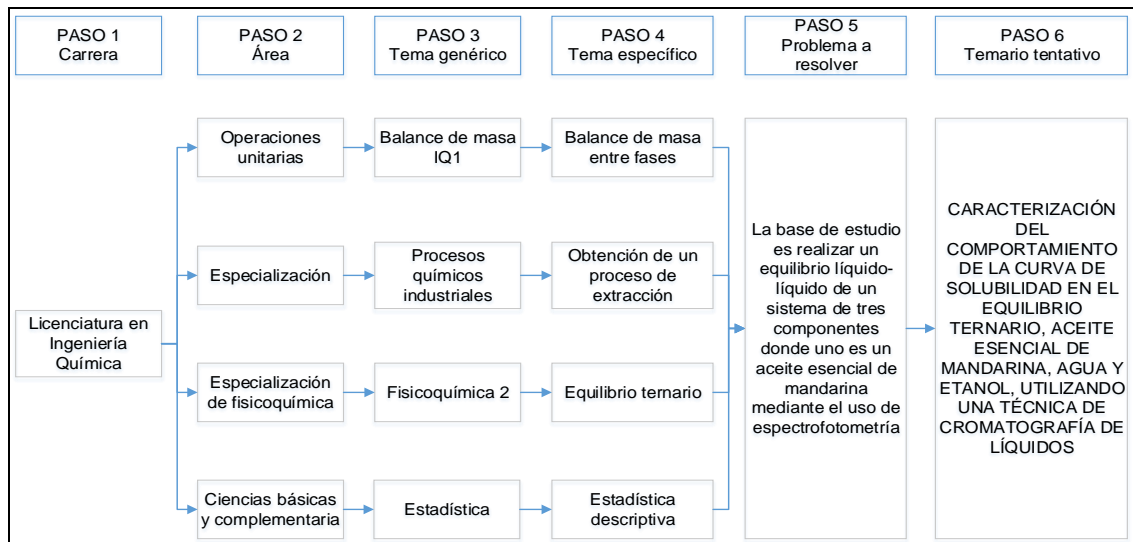 PASO 1
Carrera
PASO 2
Área
PASO 3
Tema genérico
PASO 4
Tema específico
PASO 5
Problema a
resolver
PASO 6
Temario tentativo
Licenciatura en
Ingeniería
Química
Operaciones
unitarias
Balance de masa
IQ1
Balance de masa
entre fases
Especialización
Procesos
químicos
industriales
Obtención de un
proceso de
extracción
Especialización
de fisicoquímica
Fisicoquímica 2
Equilibrio ternario
Ciencias básicas
y complementaria
Estadística
Estadística
descriptiva
La base de estudio
es realizar un
equilibrio líquido-
líquido de un
sistema de tres
componentes
donde uno es un
aceite esencial de
mandarina
mediante el uso de
espectrofotometría
CARACTERIZACIÓN
DEL
COMPORTAMIENTO
DE LA CURVA DE
SOLUBILIDAD EN EL
EQUILIBRIO
TERNARIO, ACEITE
ESENCIAL DE
MANDARINA, AGUA Y
ETANOL, UTILIZANDO
UNA TÉCNICA DE
CROMATOGRAFÍA DE
LÍQUIDOS